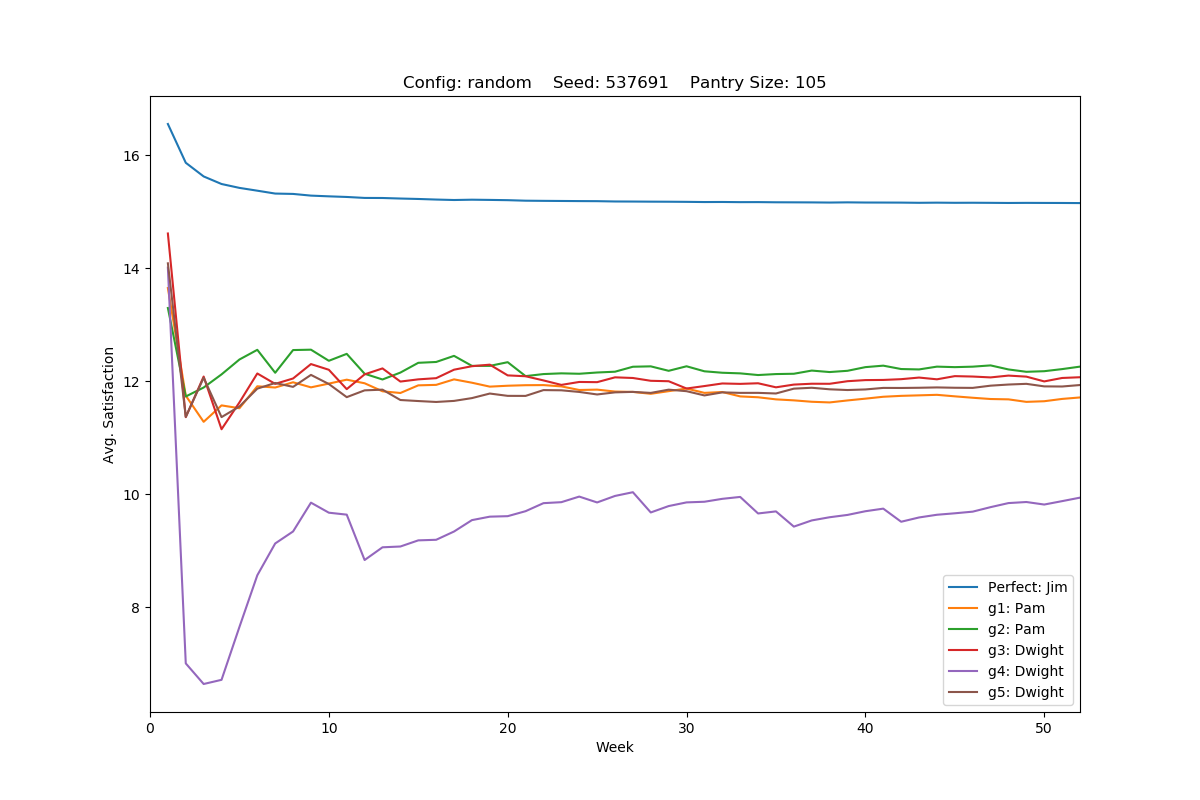 Config: random    Seed: 537691    Pantry Size: 105
Avg. Satisfaction
16
14
12
10
8
0 10 20 30 40 50
Week
Perfect: Jim
g1: Pam
g2: Pam
g3: Dwight
g4: Dwight
g5: Dwight